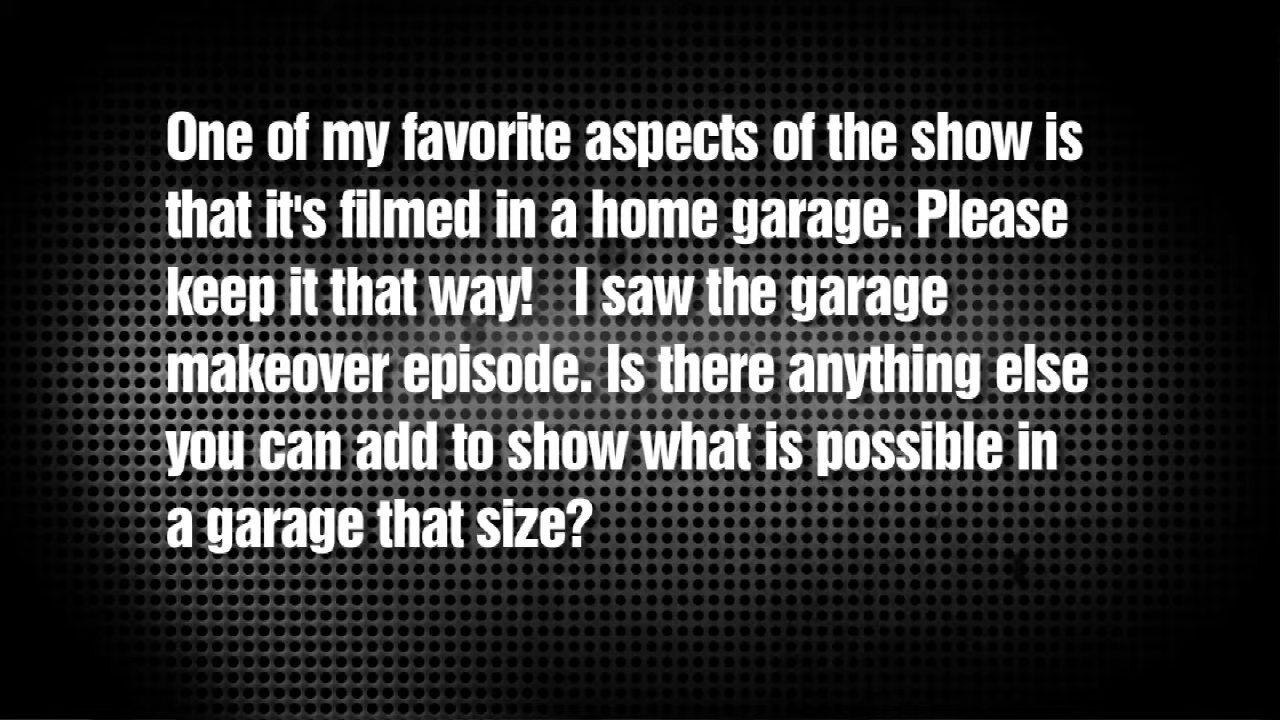 One of my favorite aspects of the show is
that it's filmed in a home garage. Please
keep it that way!   I saw the garage
makeover episode. Is there anything else
you can add to show what is possible in
a garage that size?